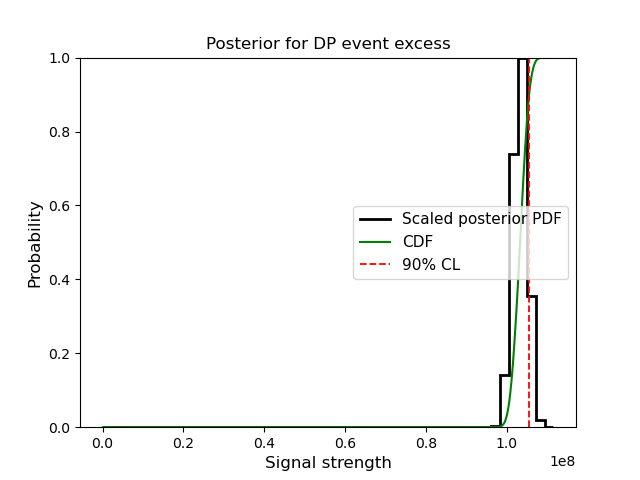 Posterior for DP event excess
1.0
0.8
0.6
0.4
0.2
0.0
Probability
Scaled posterior PDF
CDF
90% CL
0.0 0.2 0.4 0.6 0.8 1.0
1e8
Signal strength